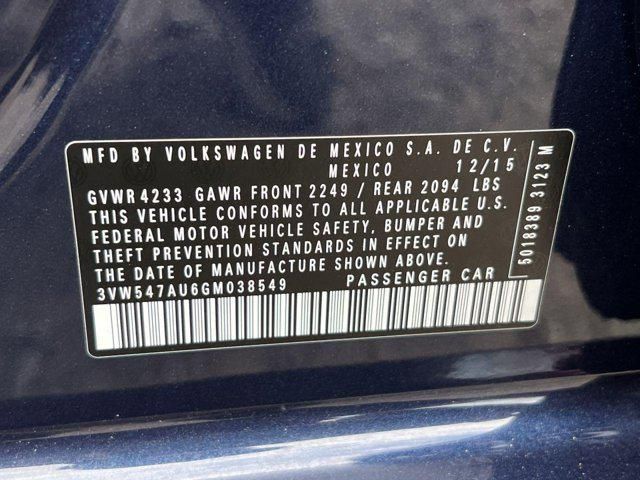 MFD BY VOLKSWAGEN DE MEXICO S.A. DE C.V.
MEXICO 12/15
GVWR 4233 GAWR FRONT 2249 / REAR 2094 LBS
THIS VEHICLE CONFORMS TO ALL APPLICABLE U.S.
FEDERAL MOTOR VEHICLE SAFETY, BUMPER AND
THEFT PREVENTION STANDARDS IN EFFECT ON
THE DATE OF MANUFACTURE SHOWN ABOVE.
3VW547AU6GM038549 PASSENGER CAR
5018389 3123 M